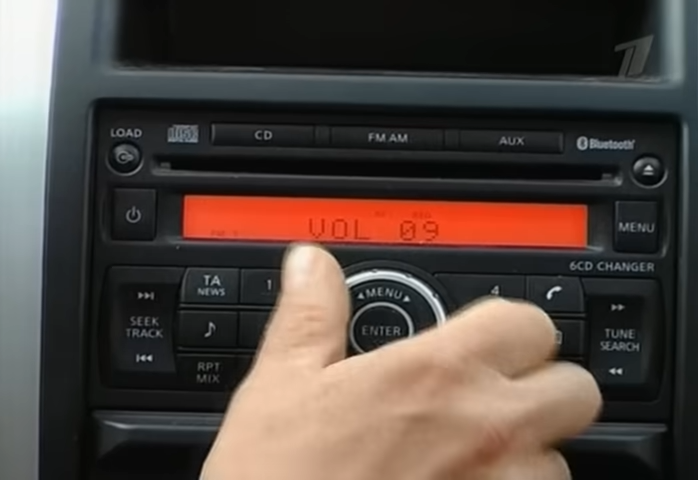 LOAD
CD
FM AM
AUX
Bluetooth
VOL 09
MENU
6CD CHANGER
TA
NEWS
1
MENU
4
SEEK
TRACK
ENTER
TUNE
SEARCH
RPT
MIX